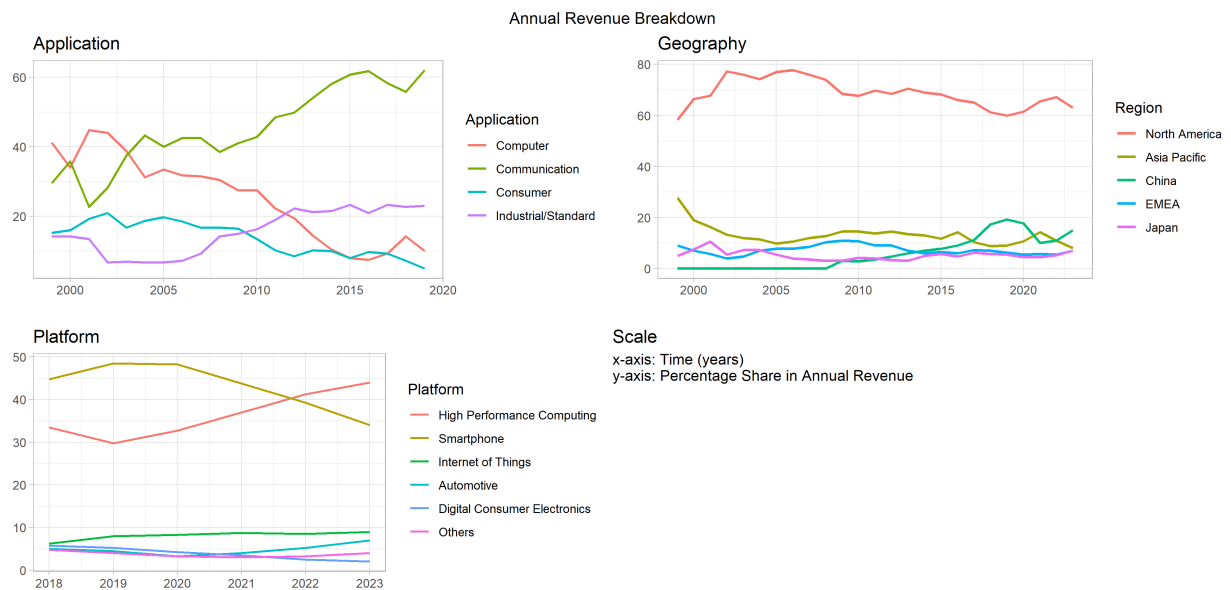 Annual Revenue Breakdown
Application
60
40
20
2000 2005 2010 2015 2020
Application
Computer
Communication
Consumer
Industrial/Standard
Geography
80
60
40
20
0
2000 2005 2010 2015 2020
Region
North America
Asia Pacific
China
EMEA
Japan
Platform
50
40
30
20
10
0
2018 2019 2020 2021 2022 2023
Platform
High Performance Computing
Smartphone
Internet of Things
Automotive
Digital Consumer Electronics
Others
Scale
x-axis: Time (years)
y-axis: Percentage Share in Annual Revenue